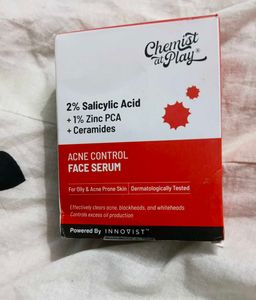 Chemist
at Play®
2% Salicylic Acid
+ 1% Zinc PCA
+ Ceramides
ACNE CONTROL
FACE SERUM
For Oily & Acne Prone Skin | Dermatologically Tested
Effectively clears acne, blackheads, and whiteheads
Controls excess oil production
Powered By INNOVIST™